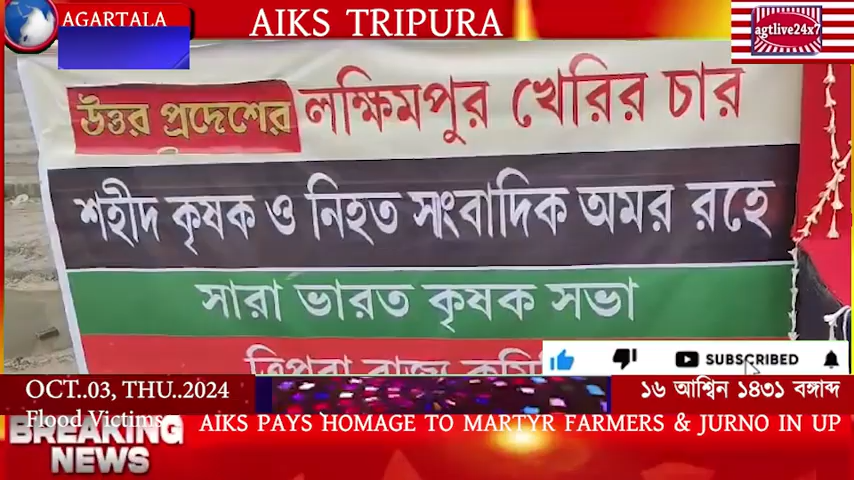 AGARTALA
AIKS TRIPURA
agtlive24x7
উত্তর প্রদেশের লক্ষিমপুর খেরির চার
শহীদ কৃষক ও নিহত সাংবাদিক অমর রহে
সারা ভারত কৃষক সভা
ত্রিপুরা রাজ্য কমিটি
SUBSCRIBED
OCT..03, THU..2024
১৬ আশ্বিন ১৪৩১ বঙ্গাব্দ
Flood Victims
BREAKING NEWS
AIKS PAYS HOMAGE TO MARTYR FARMERS & JURNO IN UP